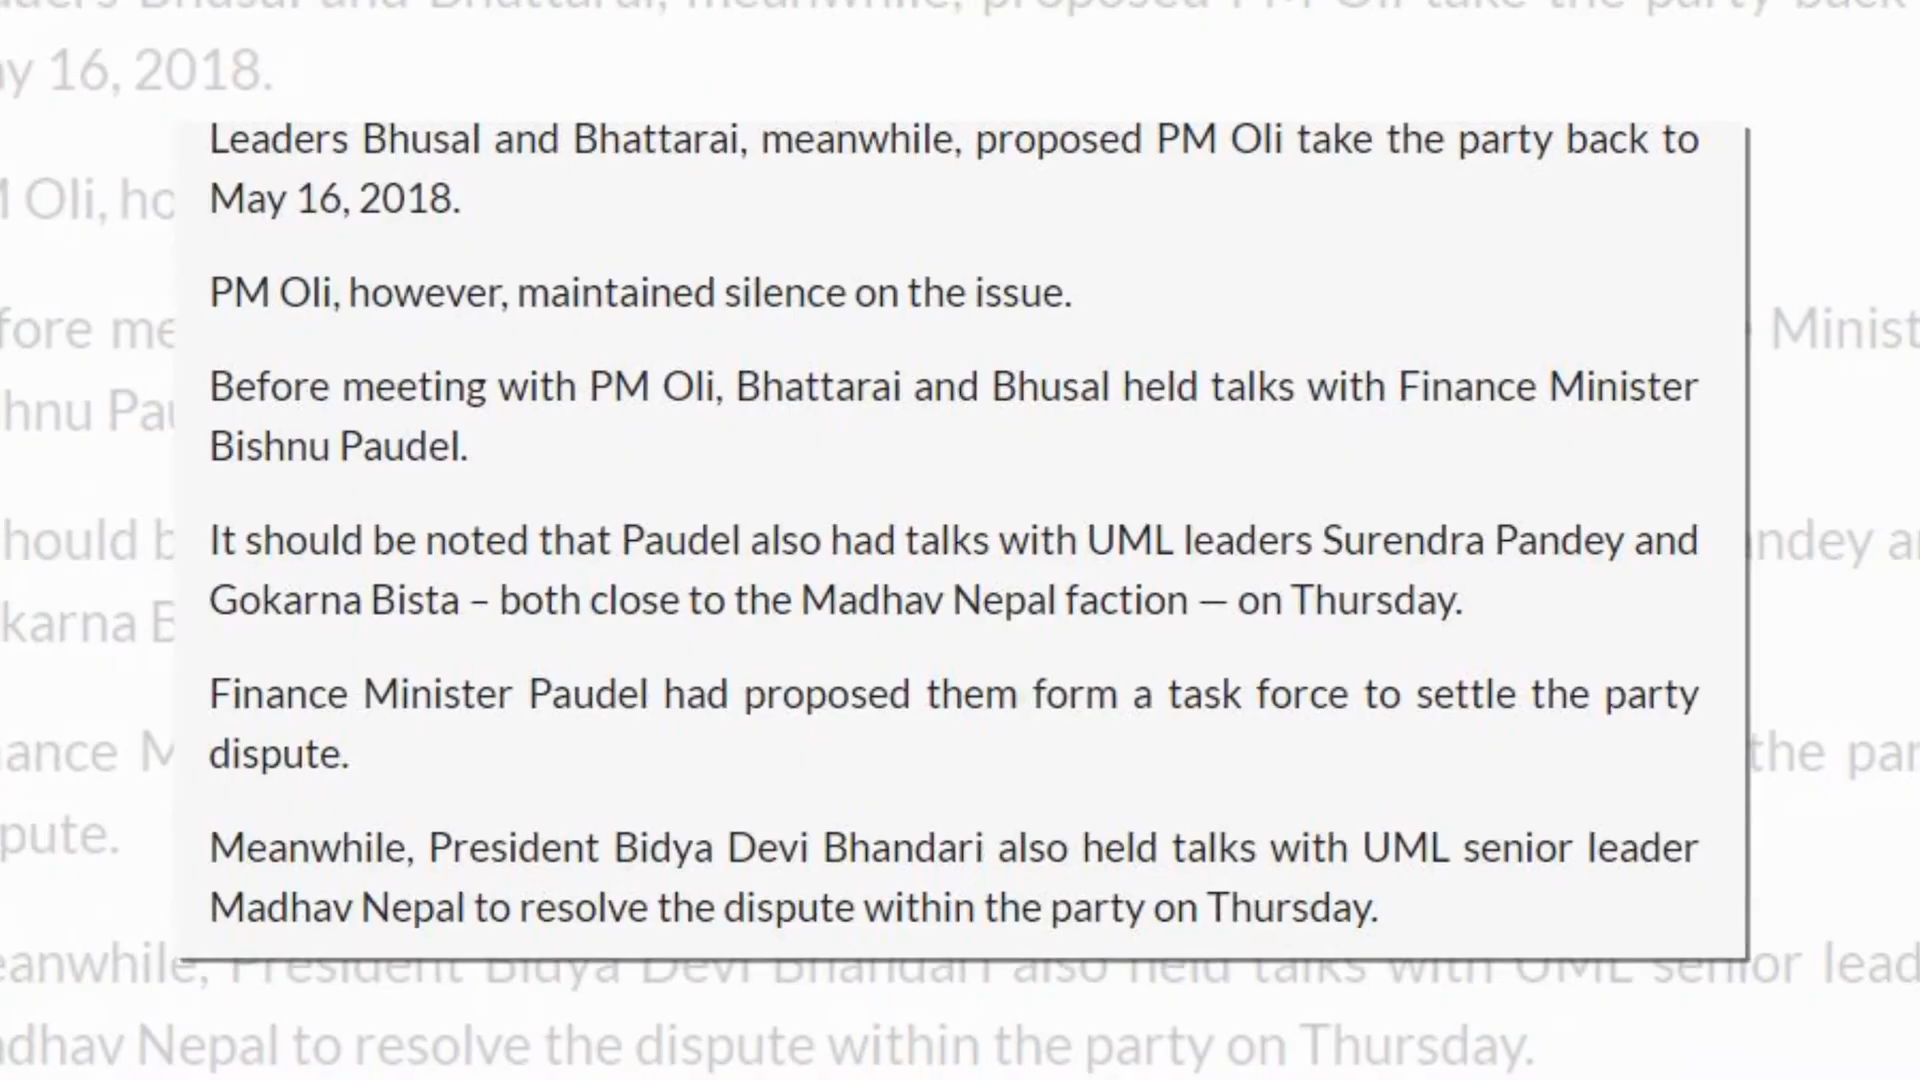 Leaders Bhusal and Bhattarai, meanwhile, proposed PM Oli take the party back to
May 16, 2018.
PM Oli, however, maintained silence on the issue.
Before meeting with PM Oli, Bhattarai and Bhusal held talks with Finance Minister
Bishnu Paudel.
It should be noted that Paudel also had talks with UML leaders Surendra Pandey and
Gokarna Bista – both close to the Madhav Nepal faction — on Thursday.
Finance Minister Paudel had proposed them form a task force to settle the party
dispute.
Meanwhile, President Bidya Devi Bhandari also held talks with UML senior leader
Madhav Nepal to resolve the dispute within the party on Thursday.